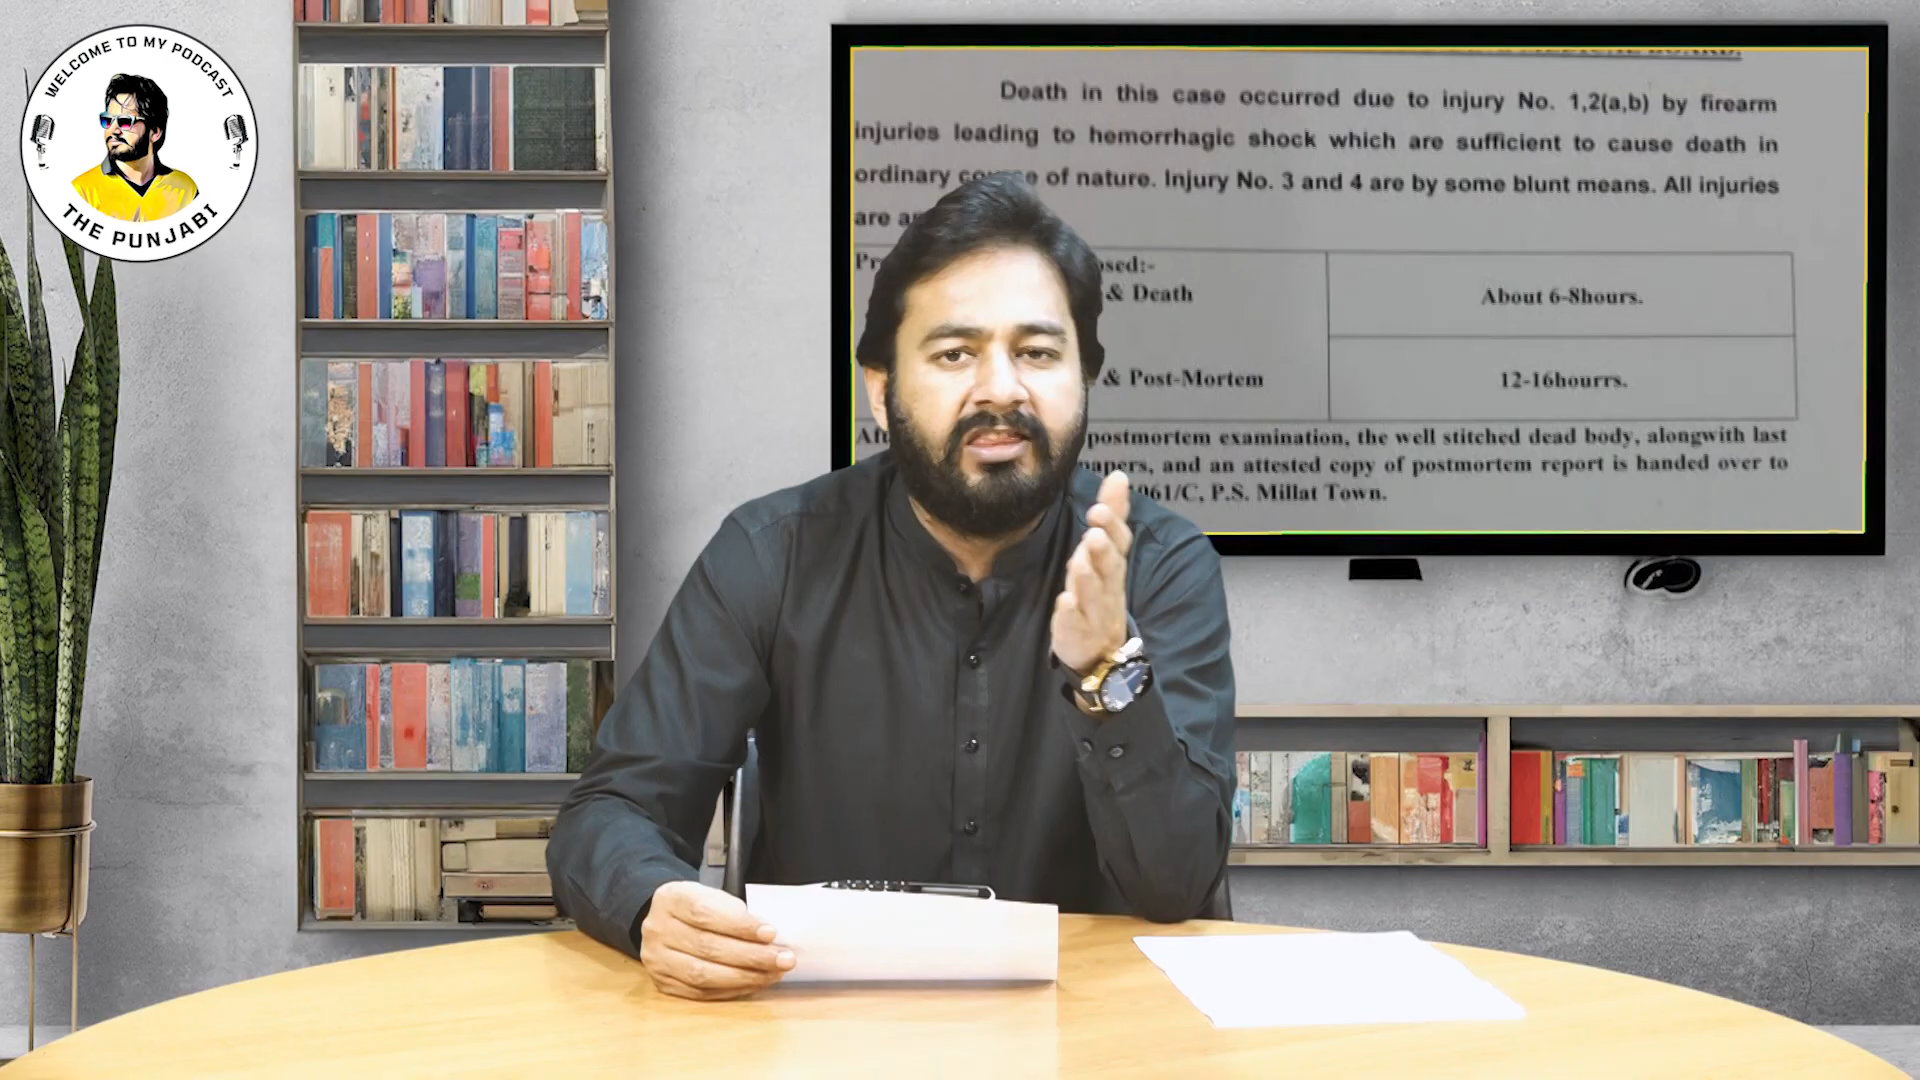 WELCOME TO MY PODCAST
THE PUNJABI
Death in this case occurred due to injury No. 1,2(a,b) by firearm
injuries leading to hemorrhagic shock which are sufficient to cause death in
ordinary of nature. Injury No. 3 and 4 are by some blunt means. All injuries
are
& Death
About 6-8hours.
& Post-Mortem
12-16hourrs.
postmortem examination, the well stitched dead body, alongwith last
papers, and an attested copy of postmortem report is handed over to
P.S. Millat Town.